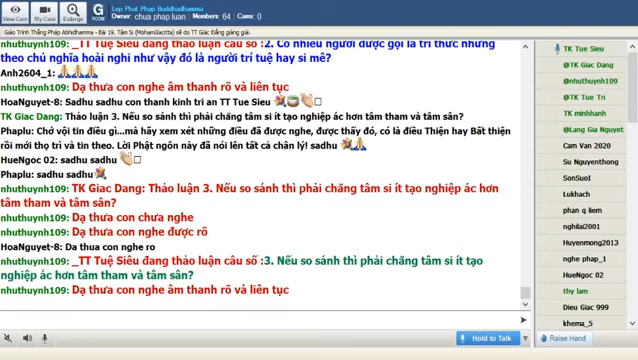 Lep Phat Phap Buddhadhamma
Owner: chua phap luan Members: 64 Cams: 0
View Cam
My Cam
Enlarge
G
ROOM
Giáo Trình Thắng Pháp Abhidhamma - Bài 19. Tâm Si (Mohamūlacitta) sẽ do TT Giác Đẳng giảng giải.
nhuthuynh109: _TT Tuệ Siêu đang thảo luận câu số :2. Có nhiều người được gọi là trí thức nhưng
theo chủ nghĩa hoài nghi như vậy đó là người trí tuệ hay si mê?
Anh2604_1:
nhuthuynh109: Dạ thưa con nghe âm thanh rõ và liên tục
HoaNguyet-8: Sadhu sadhu con thanh kinh tri an TT Tue Sieu
TK Giac Dang: Thảo luận 3. Nếu so sánh thì phải chăng tâm si ít tạo nghiệp ác hơn tâm tham và tâm sân?
Phaplu: Chớ vội tin điều gì...mà hãy xem xét những điều đã được nghe, được thấy đó, có là điều Thiện hay Bất thiện
rồi mới thọ trì và tin theo. Lời Phật ngôn này đã nói lên tất cả chân lý! sadhu
HueNgoc 02: sadhu sadhu
Phaplu: sadhu sadhu
nhuthuynh109: TK Giac Dang: Thảo luận 3. Nếu so sánh thì phải chăng tâm si ít tạo nghiệp ác hơn
tâm tham và tâm sân?
nhuthuynh109: Dạ thưa con chưa nghe
nhuthuynh109: Dạ thưa con nghe được rõ
HoaNguyet-8: Da thua con nghe ro
nhuthuynh109: _TT Tuệ Siêu đang thảo luận câu số :3. Nếu so sánh thì phải chăng tâm si ít tạo
nghiệp ác hơn tâm tham và tâm sân?
nhuthuynh109: Dạ thưa con nghe âm thanh rõ và liên tục
TK Tue Sieu
@TK Giac Dang
@nhuthuynh109
@TK Tue Tri
TK minhhanh
@Lang Gia Nguyet
Cam Van 2020
Su Nguyenthong
SonSuoI
Lukhach
phan q liem
nghilai2001
Huyenmong2013
nghe phap_1
HueNgoc 02
thy lam
Dieu Giac 999
khema_5
Hold to Talk
Raise Hand